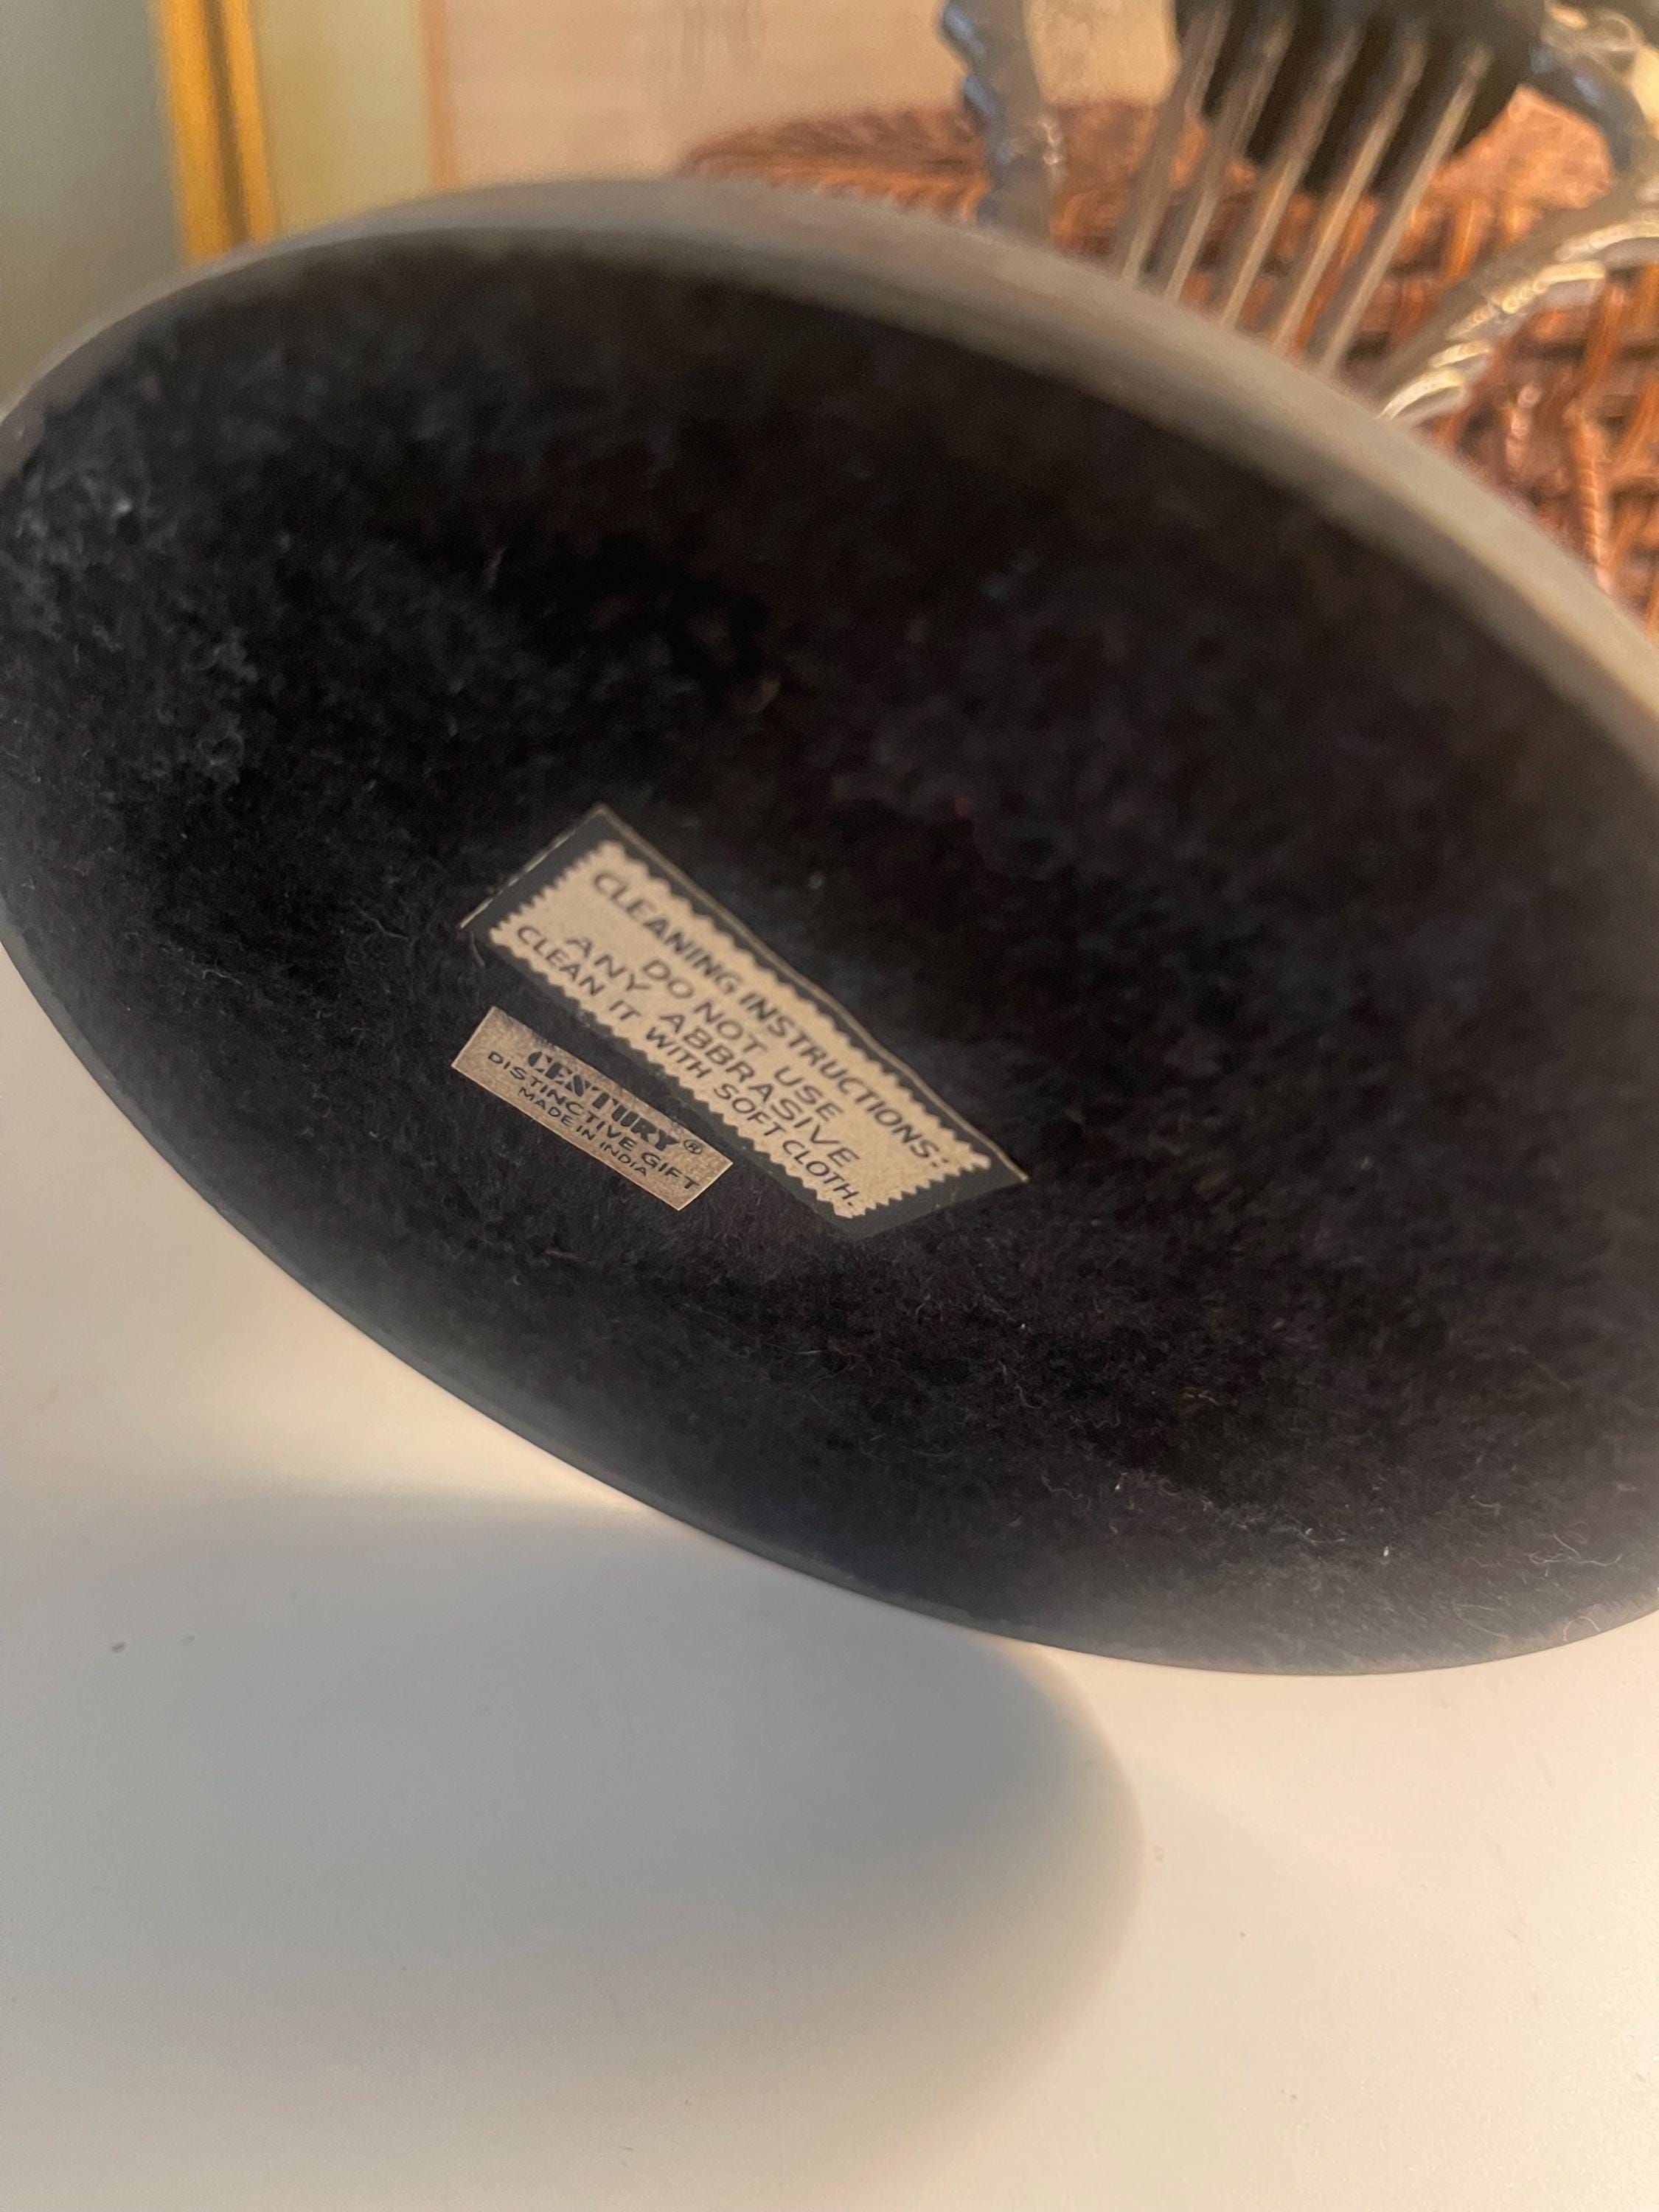 CLEANING INSTRUCTIONS:
DO NOT USE
ANY ABBRASIVE
CLEAN IT WITH SOFT CLOTH.
CENTURY®
DISTINCTIVE GIFT
MADE IN INDIA